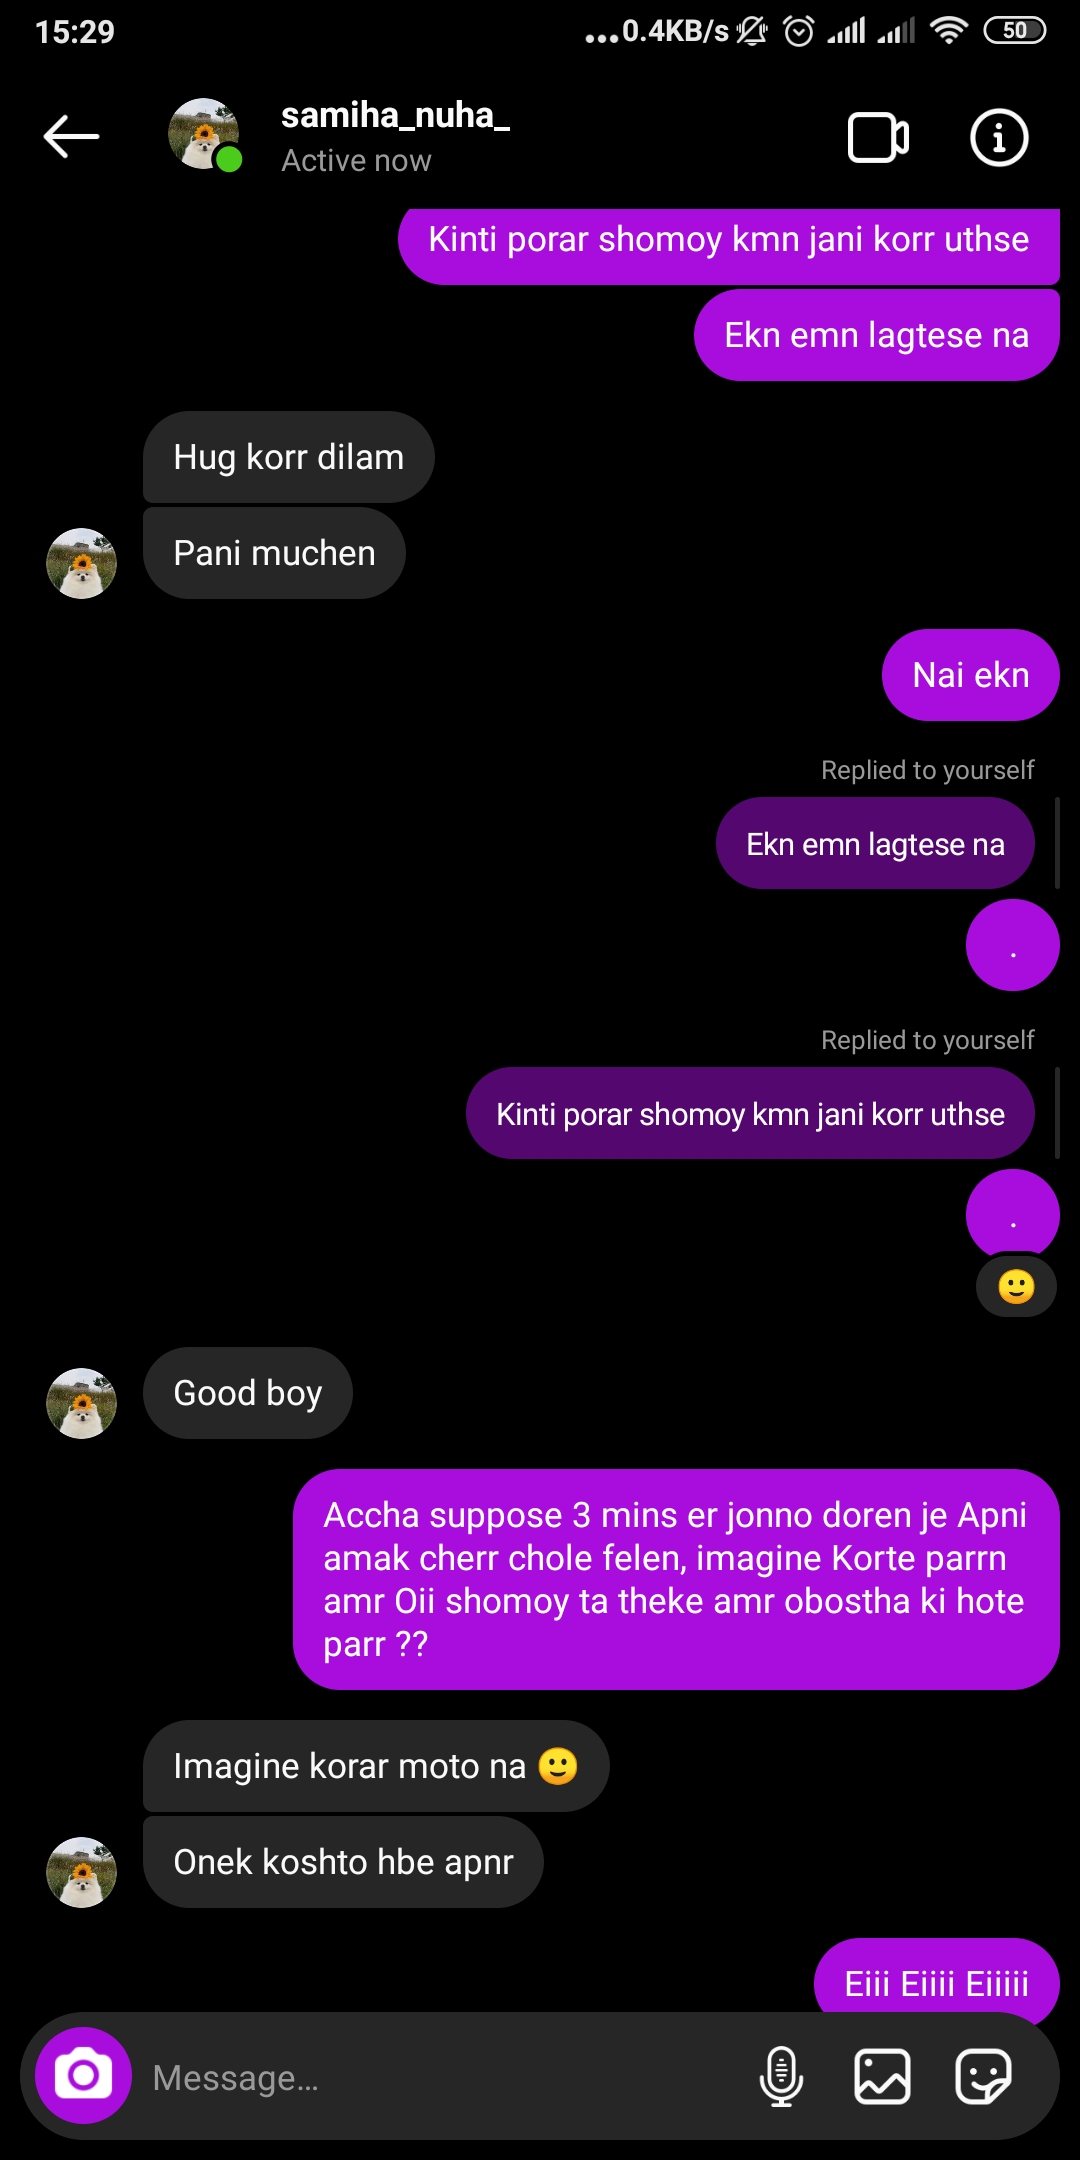 15:29
...0.4KB/s
50
samiha_nuha_
Active now
Kinti porar shomoy kmn jani korr uthse
Ekn emn lagtese na
Hug korr dilam
Pani muchen
Nai ekn
Replied to yourself
Ekn emn lagtese na
.
Replied to yourself
Kinti porar shomoy kmn jani korr uthse
.
🙂
Good boy
Accha suppose 3 mins er jonno doren je Apni
amak cherr chole felen, imagine Korte parrn
amr Oii shomoy ta theke amr obostha ki hote
parr ??
Imagine korar moto na 🙂
Onek koshto hbe apnr
Eiii Eiiii Eiiiii
Message...